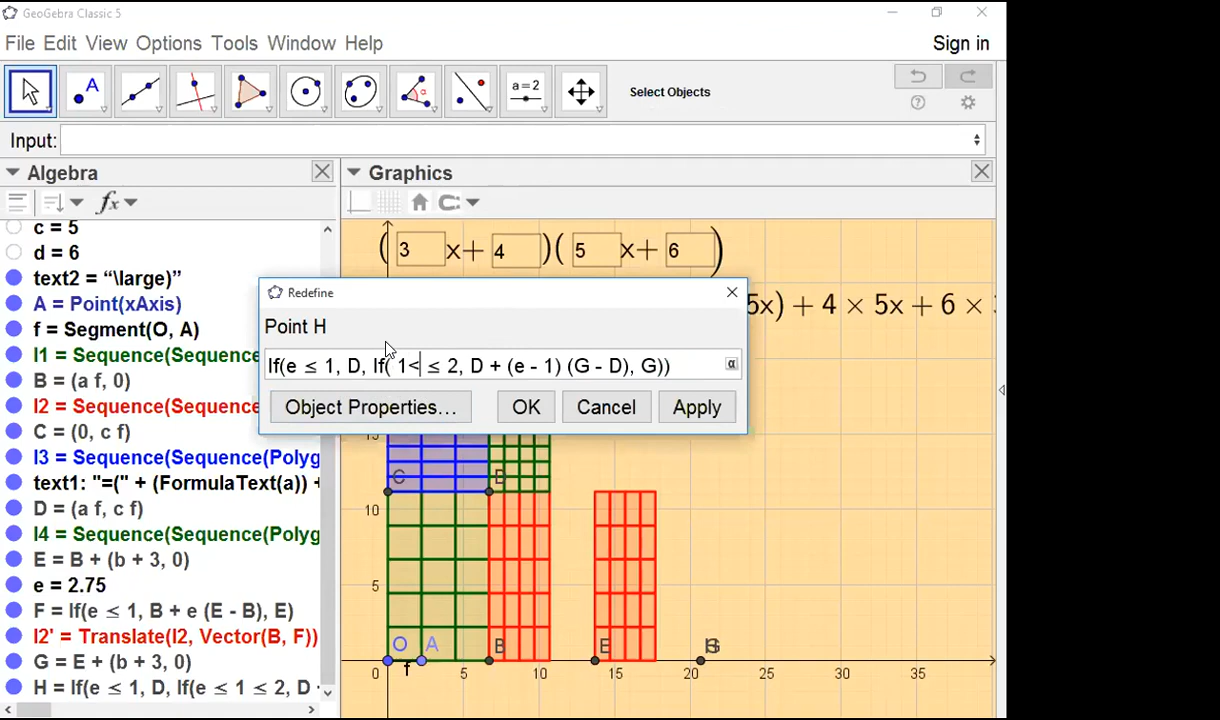 GeoGebra Classic 5
File Edit View Options Tools Window Help
Sign in
A
a=2
Select Objects
Input:
Algebra
Graphics
fx
c = 5
d = 6
text2 = “\large)”
A = Point(xAxis)
f = Segment(O, A)
l1 = Sequence(Sequence
B = (a f, 0)
l2 = Sequence(Sequence
C = (0, c f)
l3 = Sequence(Sequence(Polyg
text1: "=(" + (FormulaText(a)) +
D = (a f, c f)
l4 = Sequence(Sequence(Polyg
E = B + (b + 3, 0)
e = 2.75
F = If(e ≤ 1, B + e (E - B), E)
l2' = Translate(l2, Vector(B, F))
G = E + (b + 3, 0)
H = If(e ≤ 1, D, If(e ≤ 1 ≤ 2, D
( 3 x+ 4 )( 5 x+ 6 )
5x) + 4 × 5x + 6 ×
Redefine
Point H
If(e ≤ 1, D, If( 1< ≤ 2, D + (e - 1) (G - D), G))
α
Object Properties…
OK
Cancel
Apply
C
10
5
O A B E
f
0 5 10 15 20 25 30 35 40